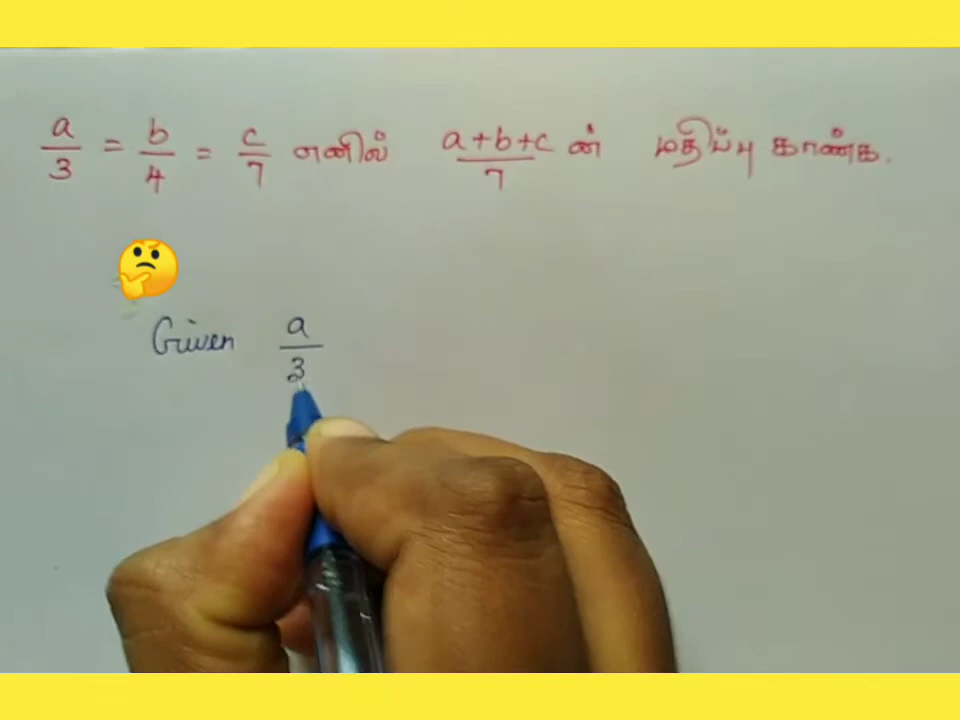 a/3 = b/4 = c/7 எனில் a+b+c/7 ன் மதிப்பு காண்க.
Given a/3